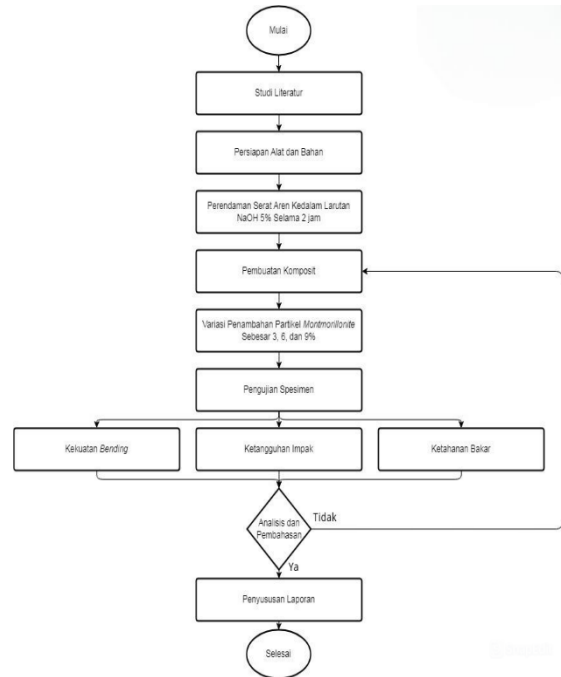 Mulai
Studi Literatur
Persiapan Alat dan Bahan
Perendaman Serat Aren Kedalam Larutan
NaOH 5% Selama 2 jam
Pembuatan Komposit
Variasi Penambahan Partikel Montmorillonite
Sebesar 3, 6, dan 9%
Pengujian Spesimen
Kekuatan Bending
Ketangguhan Impak
Ketahanan Bakar
Analisis dan
Pembahasan
Tidak
Ya
Penyususan Laporan
Selesai